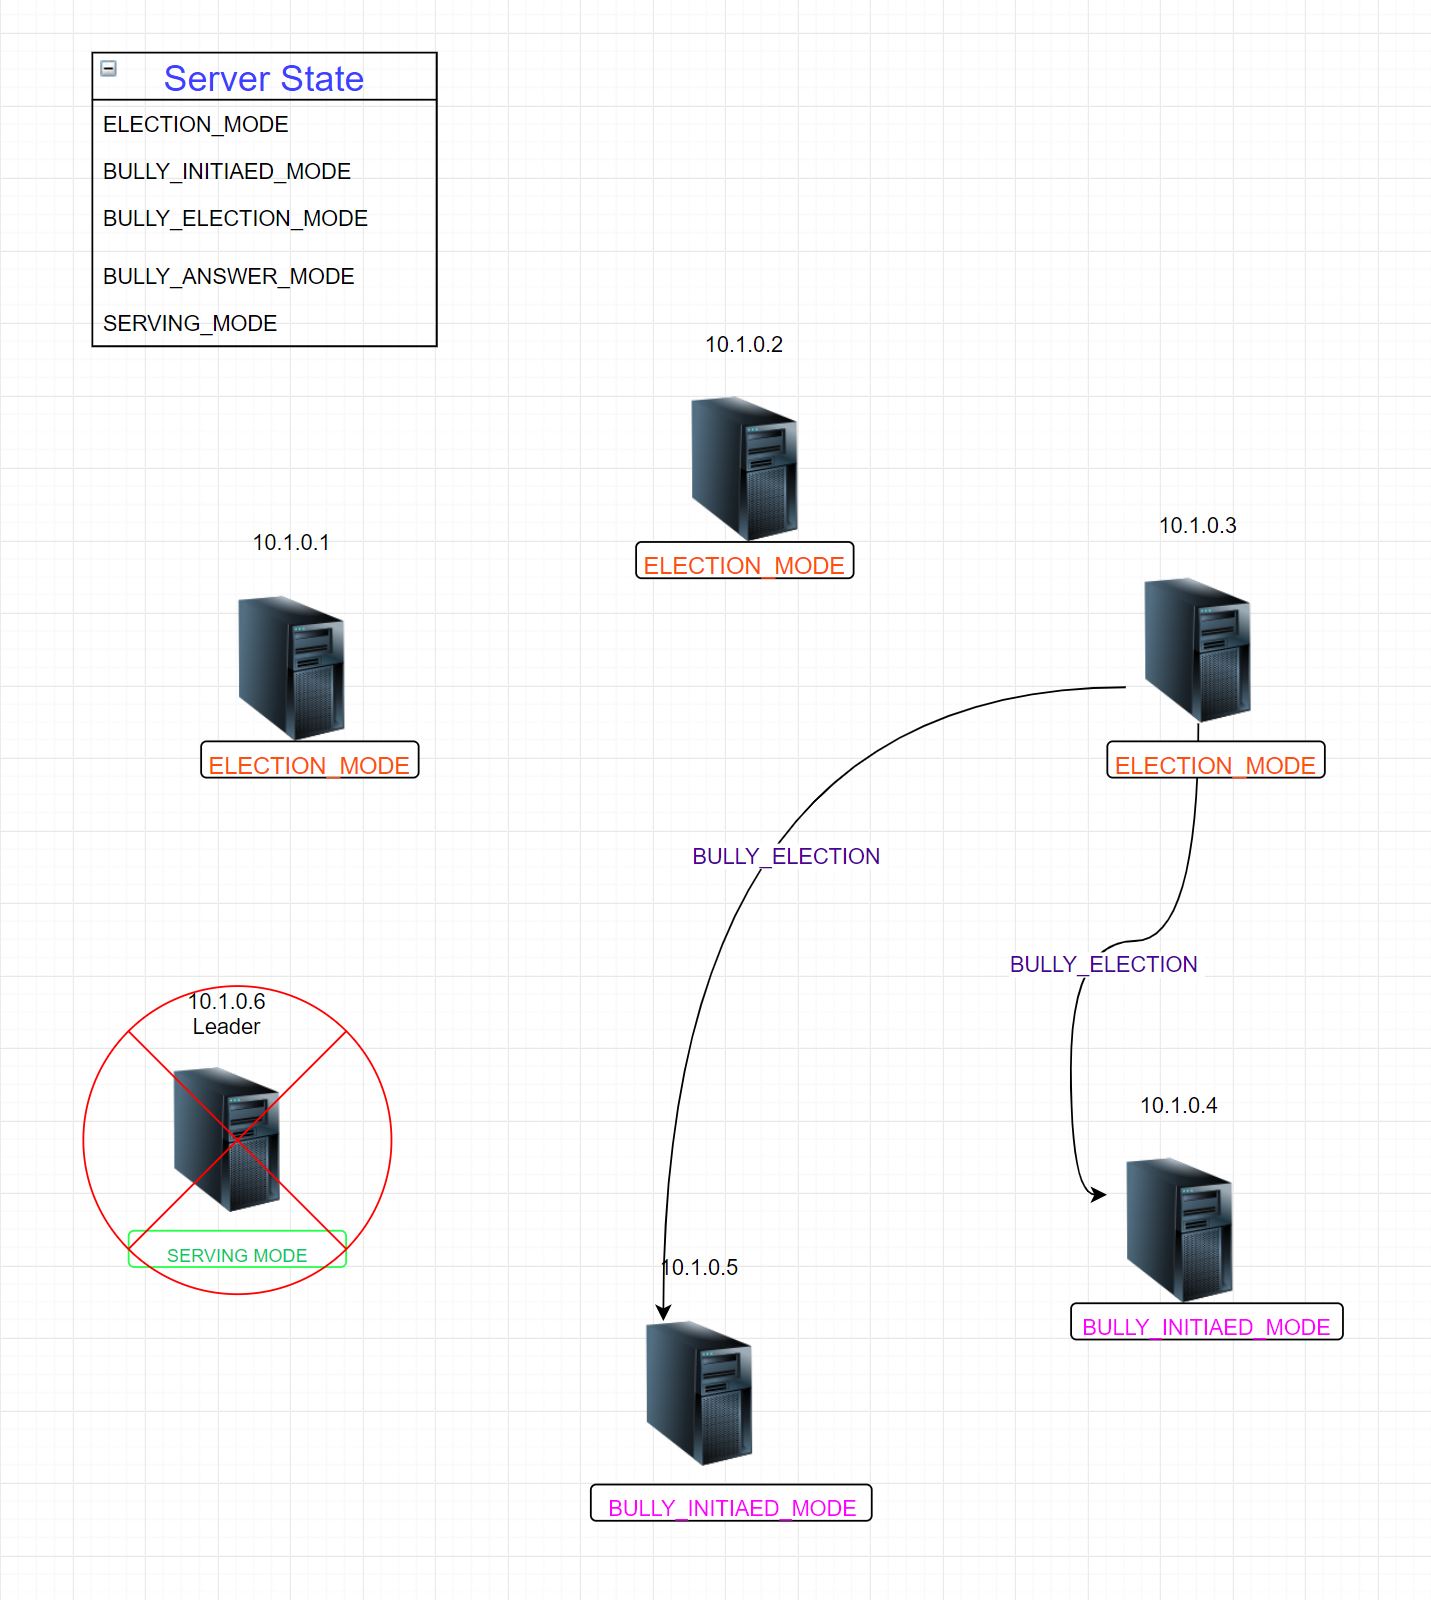 Server State
ELECTION_MODE
BULLY_INITIAED_MODE
BULLY_ELECTION_MODE
BULLY_ANSWER_MODE
SERVING_MODE
10.1.0.2
ELECTION_MODE
10.1.0.3
ELECTION_MODE
10.1.0.1
ELECTION_MODE
BULLY_ELECTION
BULLY_ELECTION
10.1.0.6
Leader
SERVING MODE
10.1.0.4
BULLY_INITIAED_MODE
10.1.0.5
BULLY_INITIAED_MODE